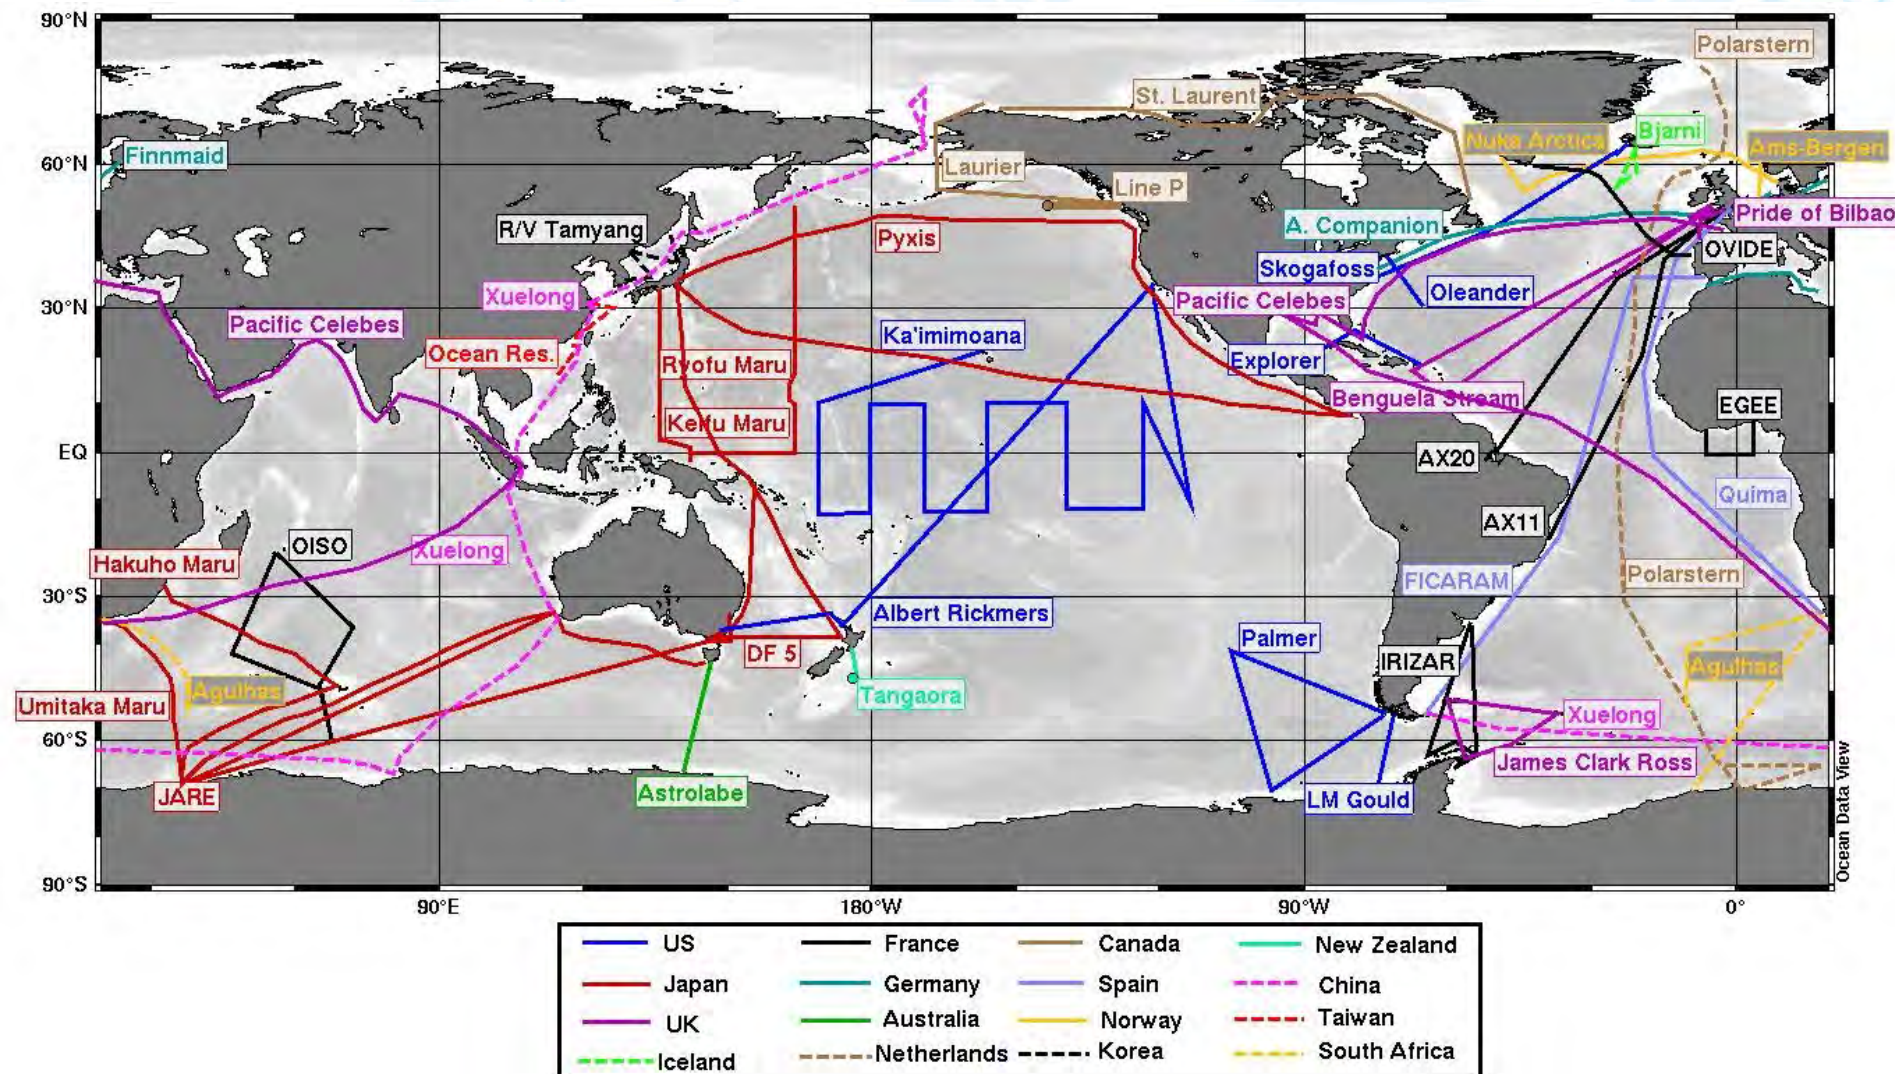 90°N
Polarstern
St. Laurent
Nuka Arctica
Bjarni
Ams-Bergen
Finnmaid
60°N
Laurier
Line P
R/V Tamyang
A. Companion
Pride of Bilbao
Pyxis
OVIDE
Skogafoss
Xuelong
Oleander
30°N
Pacific Celebes
Pacific Celebes
Ka'imimoana
Ocean Res.
Explorer
Ryofu Maru
Benguela Stream
EGEE
Keifu Maru
EQ
AX20
Quima
AX11
OISO
Xuelong
Hakuho Maru
Polarstern
FICARAM
30°S
Albert Rickmers
Palmer
DF 5
IRIZAR
Agulhas
Agulhas
Tangaora
Umitaka Maru
Xuelong
60°S
James Clark Ross
JARE
Astrolabe
LM Gould
Ocean Data View
90°S
90°E
180°W
90°W
0°
US
France
Canada
New Zealand
Japan
Germany
Spain
China
UK
Australia
Norway
Taiwan
Iceland
Netherlands
Korea
South Africa